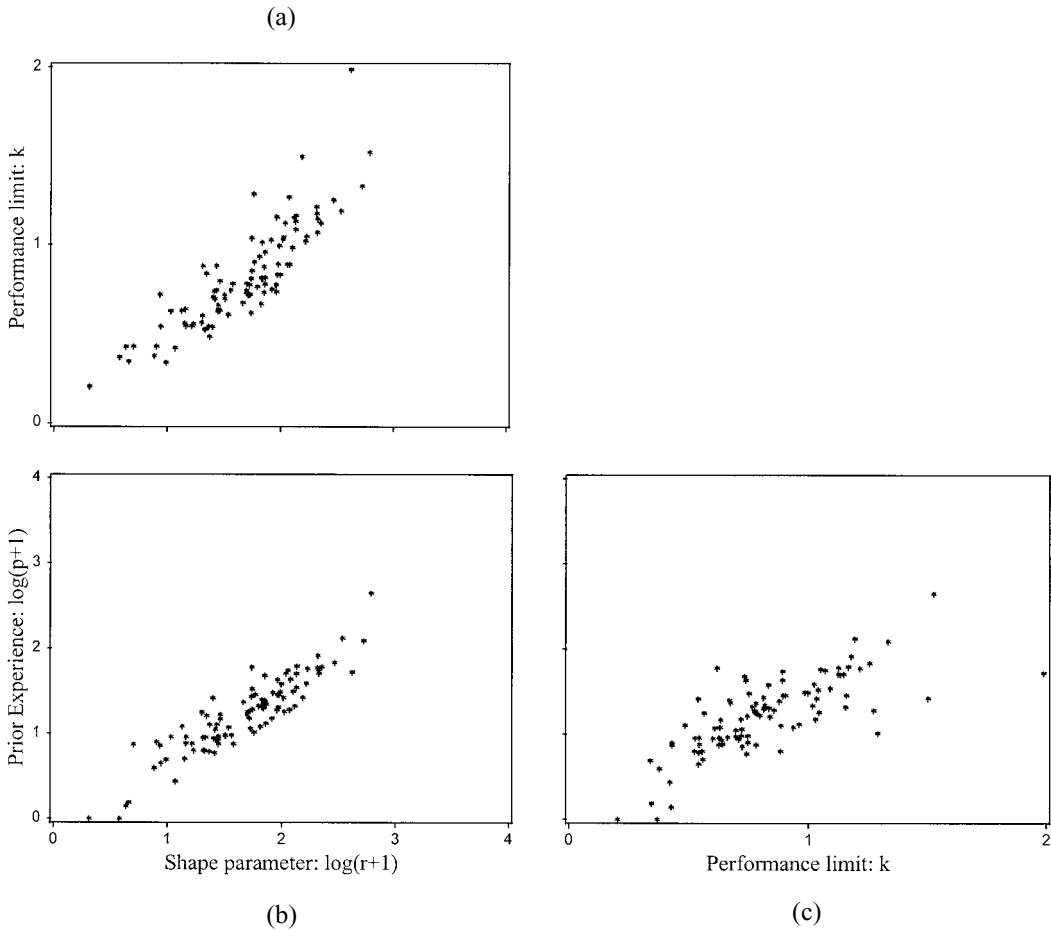 (a)
2
1
0
Performance limit: k
4
3
2
1
0
Prior Experience: log(p+1)
0 1 2 3 4
Shape parameter: log(r+1)
(b)
0 1 2
Performance limit: k
(c)